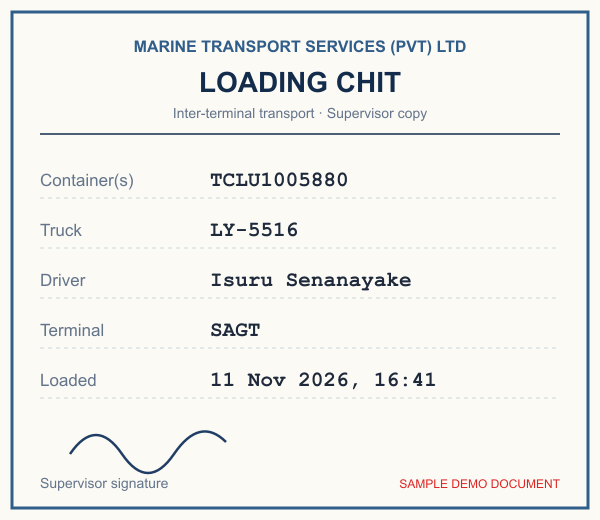 MARINE TRANSPORT SERVICES (PVT) LTD
LOADING CHIT
Inter-terminal transport · Supervisor copy
Container(s) TCLU1005880
Truck LY-5516
Driver Isuru Senanayake
Terminal SAGT
Loaded 11 Nov 2026, 16:41
Supervisor signature SAMPLE DEMO DOCUMENT